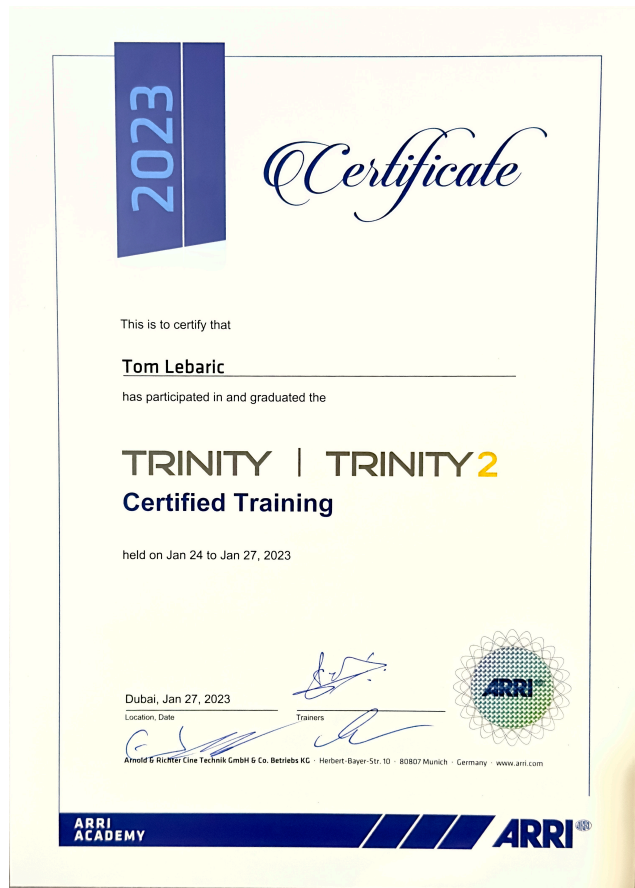 2023
Certificate
This is to certify that
Tom Lebaric
has participated in and graduated the
TRINITY | TRINITY 2
Certified Training
held on Jan 24 to Jan 27, 2023
Dubai, Jan 27, 2023
Location, Date
Trainers
ARRI
Arnold & Richter Cine Technik GmbH & Co. Betriebs KG · Herbert-Bayer-Str. 10 · 80807 Munich · Germany · www.arri.com
ARRI
ACADEMY
ARRI